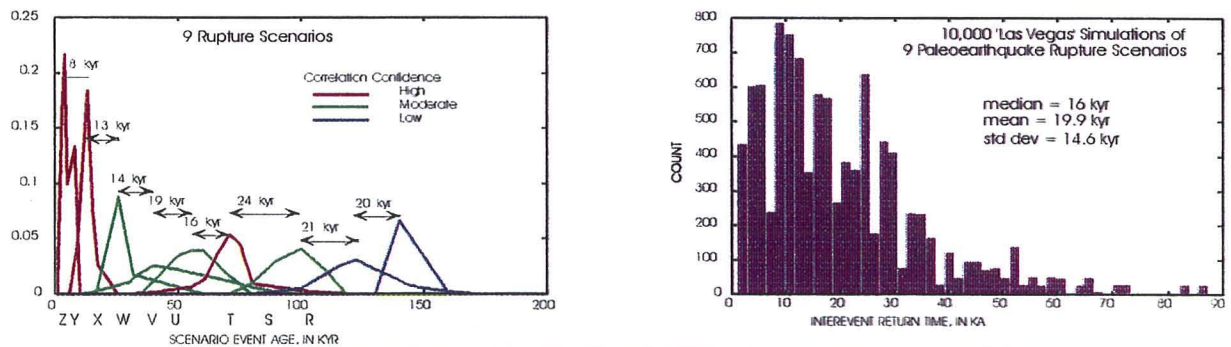 9 Rupture Scenarios
0.25
0.2
0.15
0.1
0.05
0
8 kyr
13 kyr
14 kyr
19 kyr
16 kyr
24 kyr
21 kyr
20 kyr
Correlation Confidence
High
Moderate
Low
0 50 100 150 200
Z Y X W V U T S R
SCENARIO EVENT AGE, IN KYR
10,000 'Las Vegas' Simulations of
9 Paleoearthquake Rupture Scenarios
median = 16 kyr
mean = 19.9 kyr
std dev = 14.6 kyr
COUNT
800
700
600
500
400
300
200
100
0
0 10 20 30 40 50 60 70 80 90
INTEREVENT RETURN TIME, IN KA